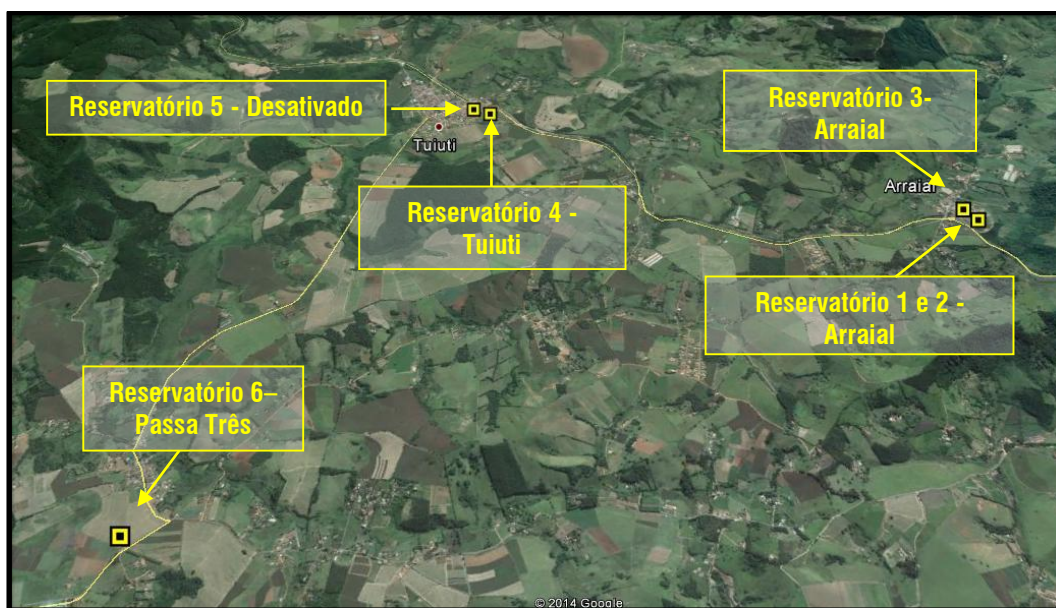 Reservatório 5 - Desativado
Tuiuti
Reservatório 4 -
Tuiuti
Reservatório 3-
Arraial
Arraial
Reservatório 1 e 2 -
Arraial
Reservatório 6–
Passa Três
© 2014 Google